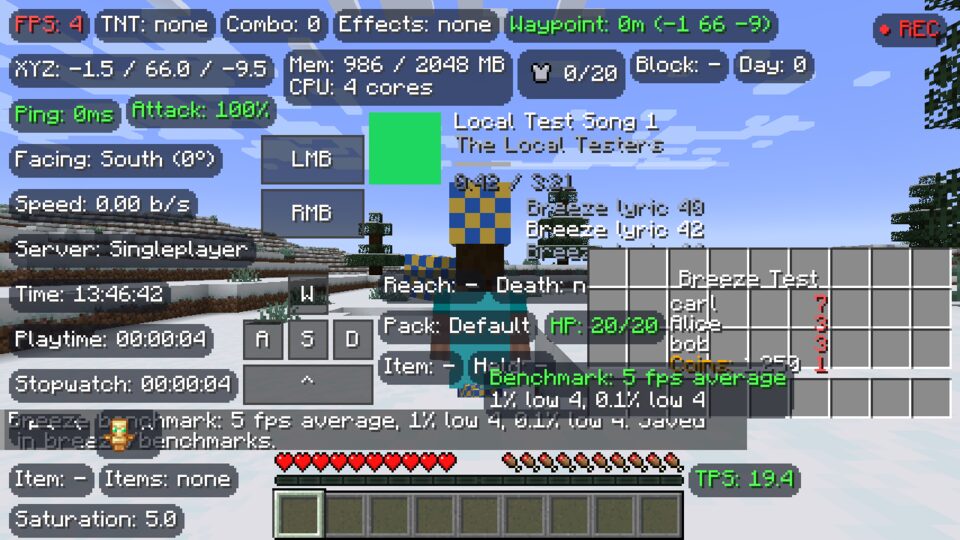 FPS: 4
TNT: none
Combo: 0
Effects: none
Waypoint: 0m (-1 66 -9)
REC
XYZ: -1.5 / 66.0 / -9.5
Mem: 986 / 2048 MB
CPU: 4 cores
0/20
Block: -
Day: 0
Ping: 0ms
Attack: 100%
Local Test Song 1
The Local Testers
0:42 / 3:21
Facing: South (0°)
LMB
RMB
Speed: 0.00 b/s
Breeze lyric 42
Server: Singleplayer
Breeze Test
carl 7
Alice 3
bob 3
Coins: 1,250 1
Time: 13:46:42
W
Reach: -
Death: n
Playtime: 00:00:04
A
S
D
Pack: Default
HP: 20/20
Item: -
Stopwatch: 00:00:04
^
Benchmark: 5 fps average
1% low 4, 0.1% low 4
benchmark: 5 fps average, 1% low 4, 0.1% low 4. Saved
in breeze benchmarks.
Item: -
Items: none
TPS: 19.4
Saturation: 5.0